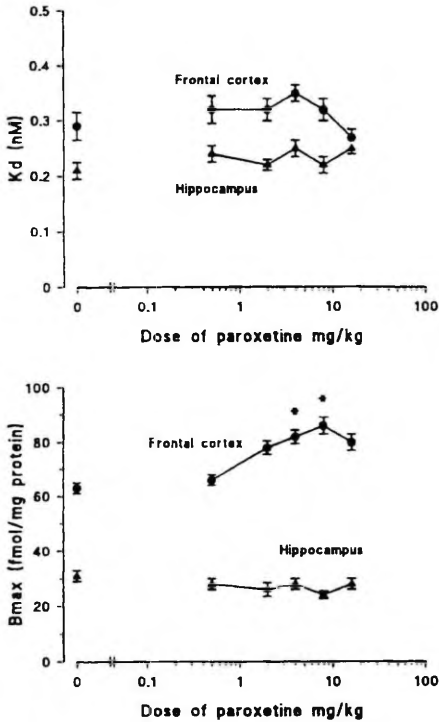 0.5
Frontal cortex
0.4
0.3
Kd (nM)
0.2
Hippocampus
0.1
0
0 0.1 1 10 100
Dose of paroxetine mg/kg
100
*
*
80
Frontal cortex
60
Bmax (fmol/mg protein)
40
Hippocampus
20
0
0 0.1 1 10 100
Dose of paroxetine mg/kg